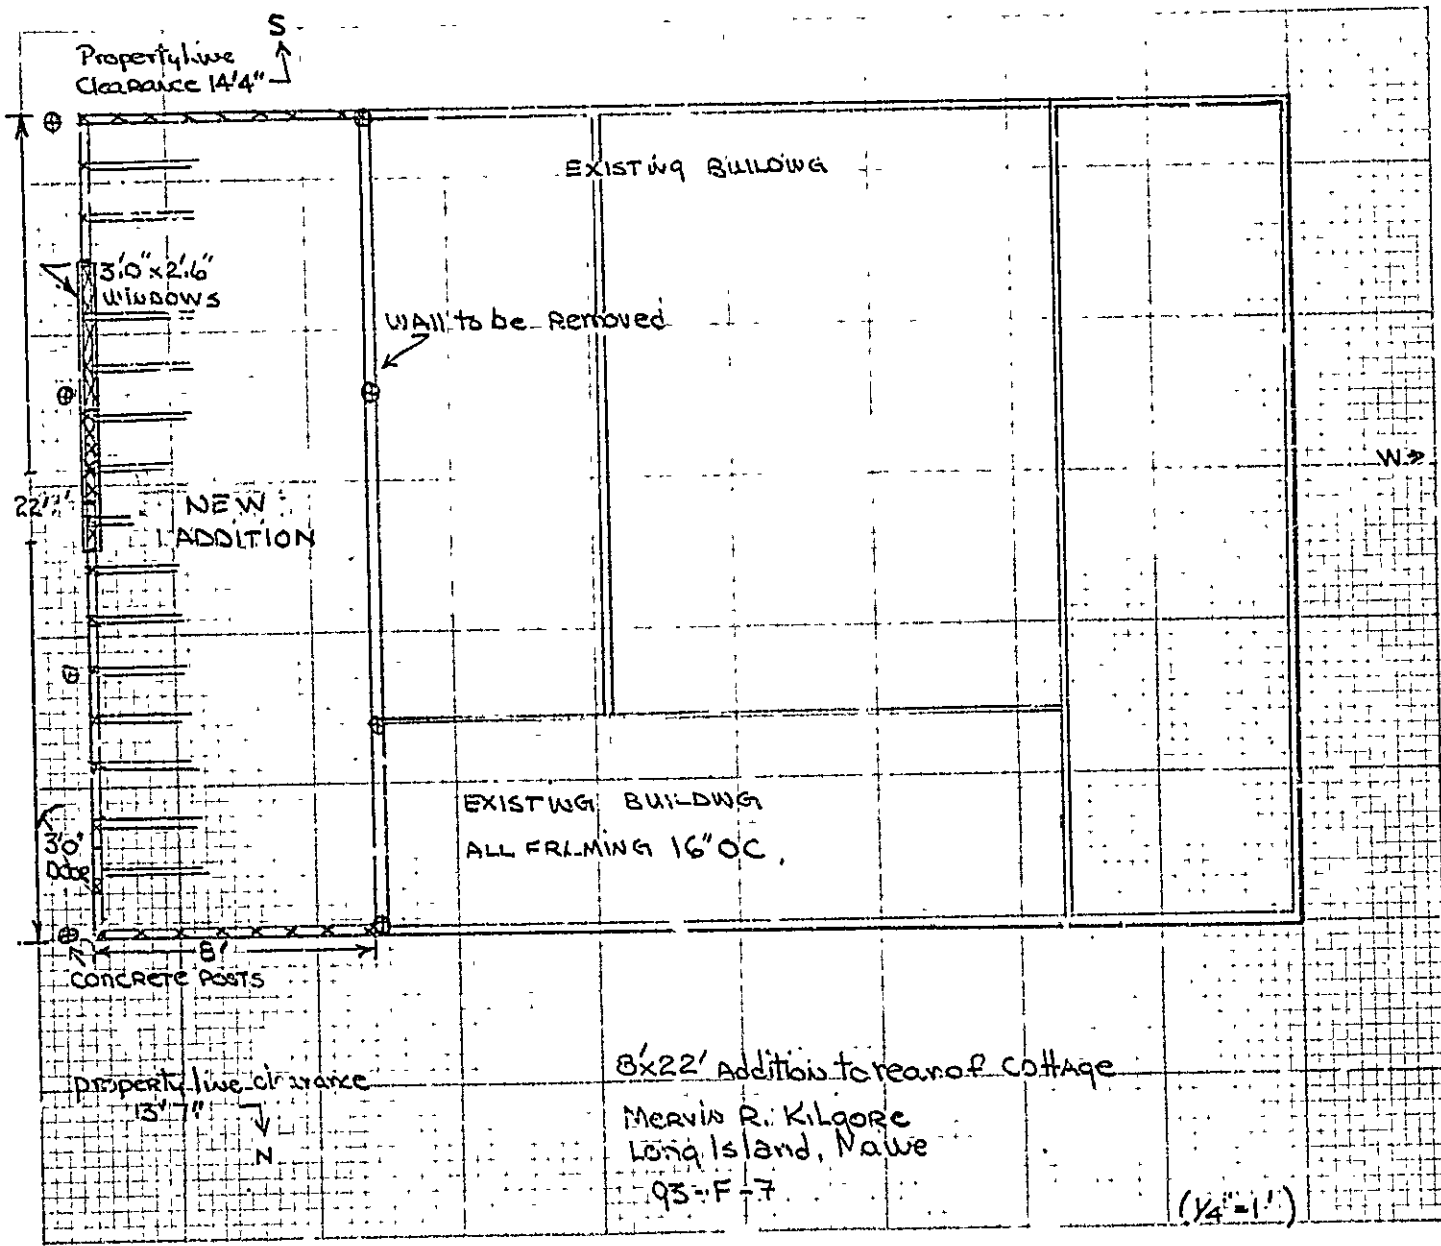 S
Property line
Clearance 14'4"
EXISTING BUILDING
3'0"x2'6"
WINDOWS
WAll to be Removed
W
22'
NEW
ADDITION
EXISTING BUILDING
ALL FRAMING 16" OC.
3'0"
Door
8'
CONCRETE POSTS
property line clearance
13' 7"
N
8'x22' Addition to rear of CottAge
MERVIN R. KILGORE
Long Island, Maine
93-F-7
(1/4"=1')